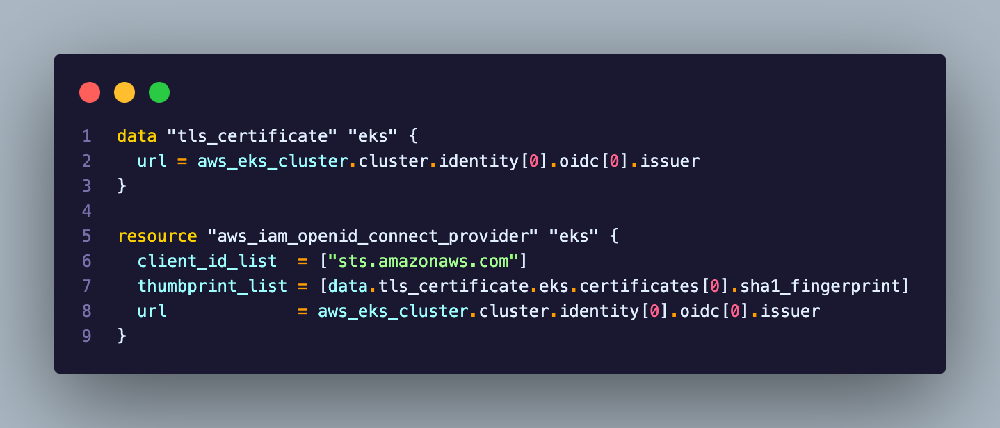 1 data "tls_certificate" "eks" {
2   url = aws_eks_cluster.cluster.identity[0].oidc[0].issuer
3 }
4
5 resource "aws_iam_openid_connect_provider" "eks" {
6   client_id_list  = ["sts.amazonaws.com"]
7   thumbprint_list = [data.tls_certificate.eks.certificates[0].sha1_fingerprint]
8   url             = aws_eks_cluster.cluster.identity[0].oidc[0].issuer
9 }